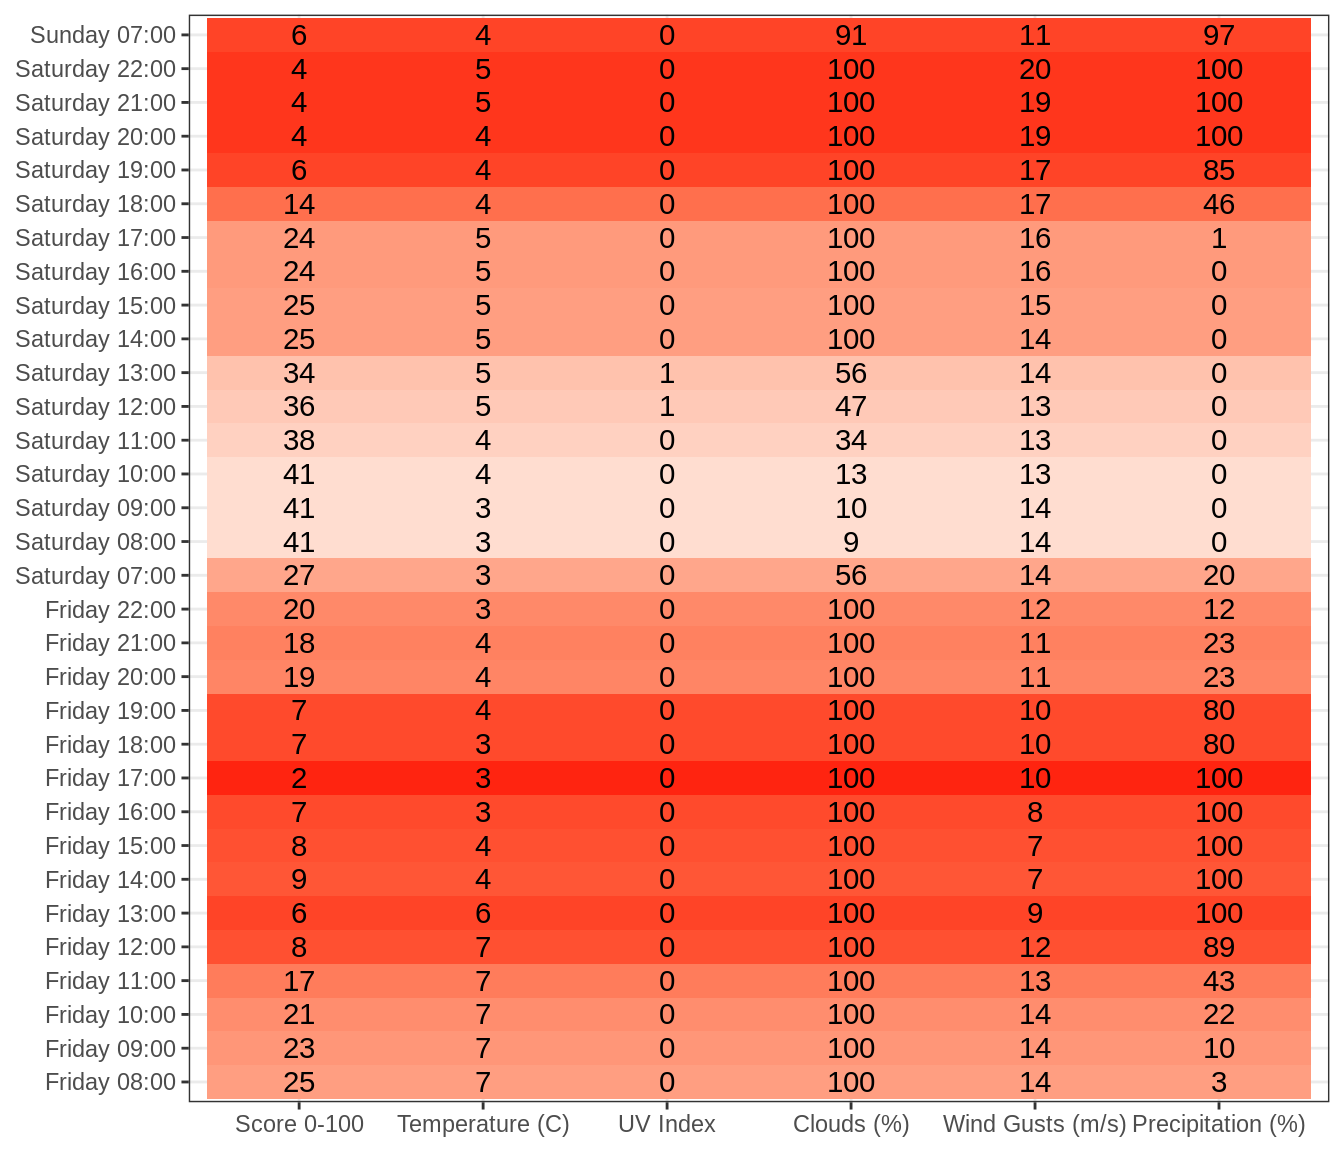 Sunday 07:00 6 4 0 91 11 97
Saturday 22:00 4 5 0 100 20 100
Saturday 21:00 4 5 0 100 19 100
Saturday 20:00 4 4 0 100 19 100
Saturday 19:00 6 4 0 100 17 85
Saturday 18:00 14 4 0 100 17 46
Saturday 17:00 24 5 0 100 16 1
Saturday 16:00 24 5 0 100 16 0
Saturday 15:00 25 5 0 100 15 0
Saturday 14:00 25 5 0 100 14 0
Saturday 13:00 34 5 1 56 14 0
Saturday 12:00 36 5 1 47 13 0
Saturday 11:00 38 4 0 34 13 0
Saturday 10:00 41 4 0 13 13 0
Saturday 09:00 41 3 0 10 14 0
Saturday 08:00 41 3 0 9 14 0
Saturday 07:00 27 3 0 56 14 20
Friday 22:00 20 3 0 100 12 12
Friday 21:00 18 4 0 100 11 23
Friday 20:00 19 4 0 100 11 23
Friday 19:00 7 4 0 100 10 80
Friday 18:00 7 3 0 100 10 80
Friday 17:00 2 3 0 100 10 100
Friday 16:00 7 3 0 100 8 100
Friday 15:00 8 4 0 100 7 100
Friday 14:00 9 4 0 100 7 100
Friday 13:00 6 6 0 100 9 100
Friday 12:00 8 7 0 100 12 89
Friday 11:00 17 7 0 100 13 43
Friday 10:00 21 7 0 100 14 22
Friday 09:00 23 7 0 100 14 10
Friday 08:00 25 7 0 100 14 3
Score 0-100 Temperature (C) UV Index Clouds (%) Wind Gusts (m/s) Precipitation (%)